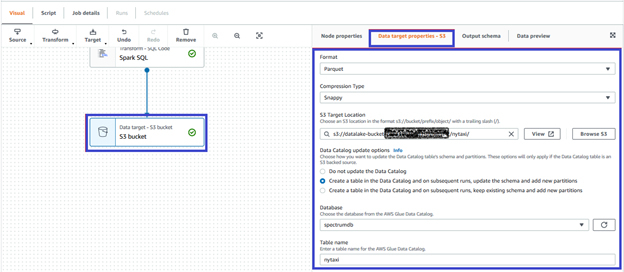 Visual Script Job details Runs Schedules
Source Transform Target Undo Redo Remove
Node properties Data target properties - S3 Output schema Data preview
Transform - SQL Code
Spark SQL
Data target - S3 bucket
S3 bucket
Format
Parquet
Compression Type
Snappy
S3 Target Location
Choose an S3 location in the format s3://bucket/prefix/object/ with a trailing slash (/).
s3://datalake-bucket /nytaxi/ View Browse S3
Data Catalog update options Info
Choose how you want to update the Data Catalog table's schema and partitions. These options will only apply if the Data Catalog table is an
S3 backed source.
Do not update the Data Catalog
Create a table in the Data Catalog and on subsequent runs, update the schema and add new partitions
Create a table in the Data Catalog and on subsequent runs, keep existing schema and add new partitions
Database
Choose the database from the AWS Glue Data Catalog.
spectrumdb
Table name
Enter a table name for the AWS Glue Data Catalog.
nytaxi